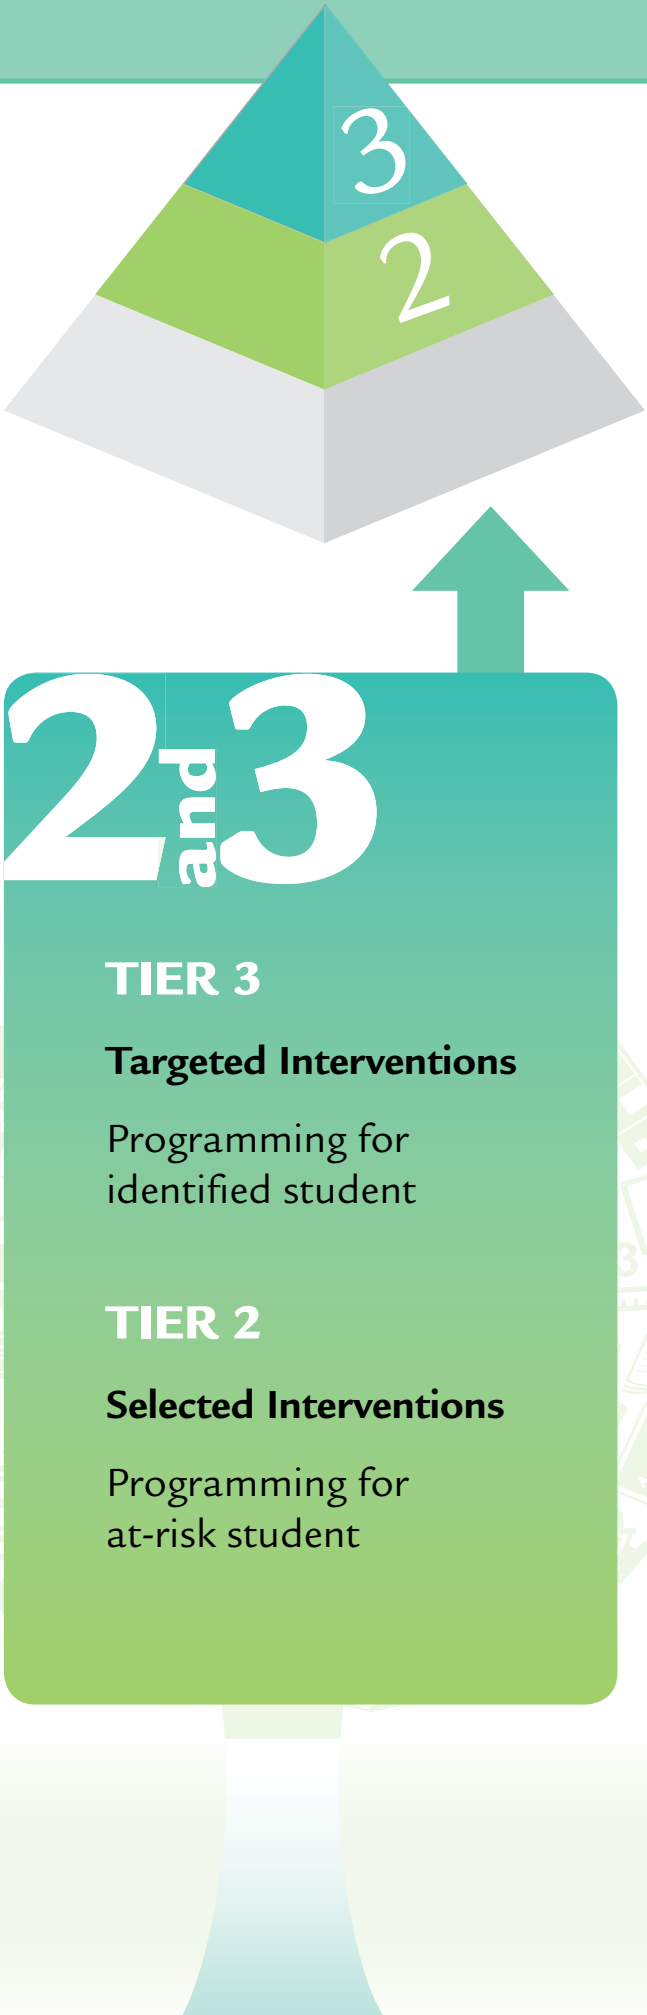 3
2
2 and 3
TIER 3
Targeted Interventions
Programming for
identified student
TIER 2
Selected Interventions
Programming for
at-risk student